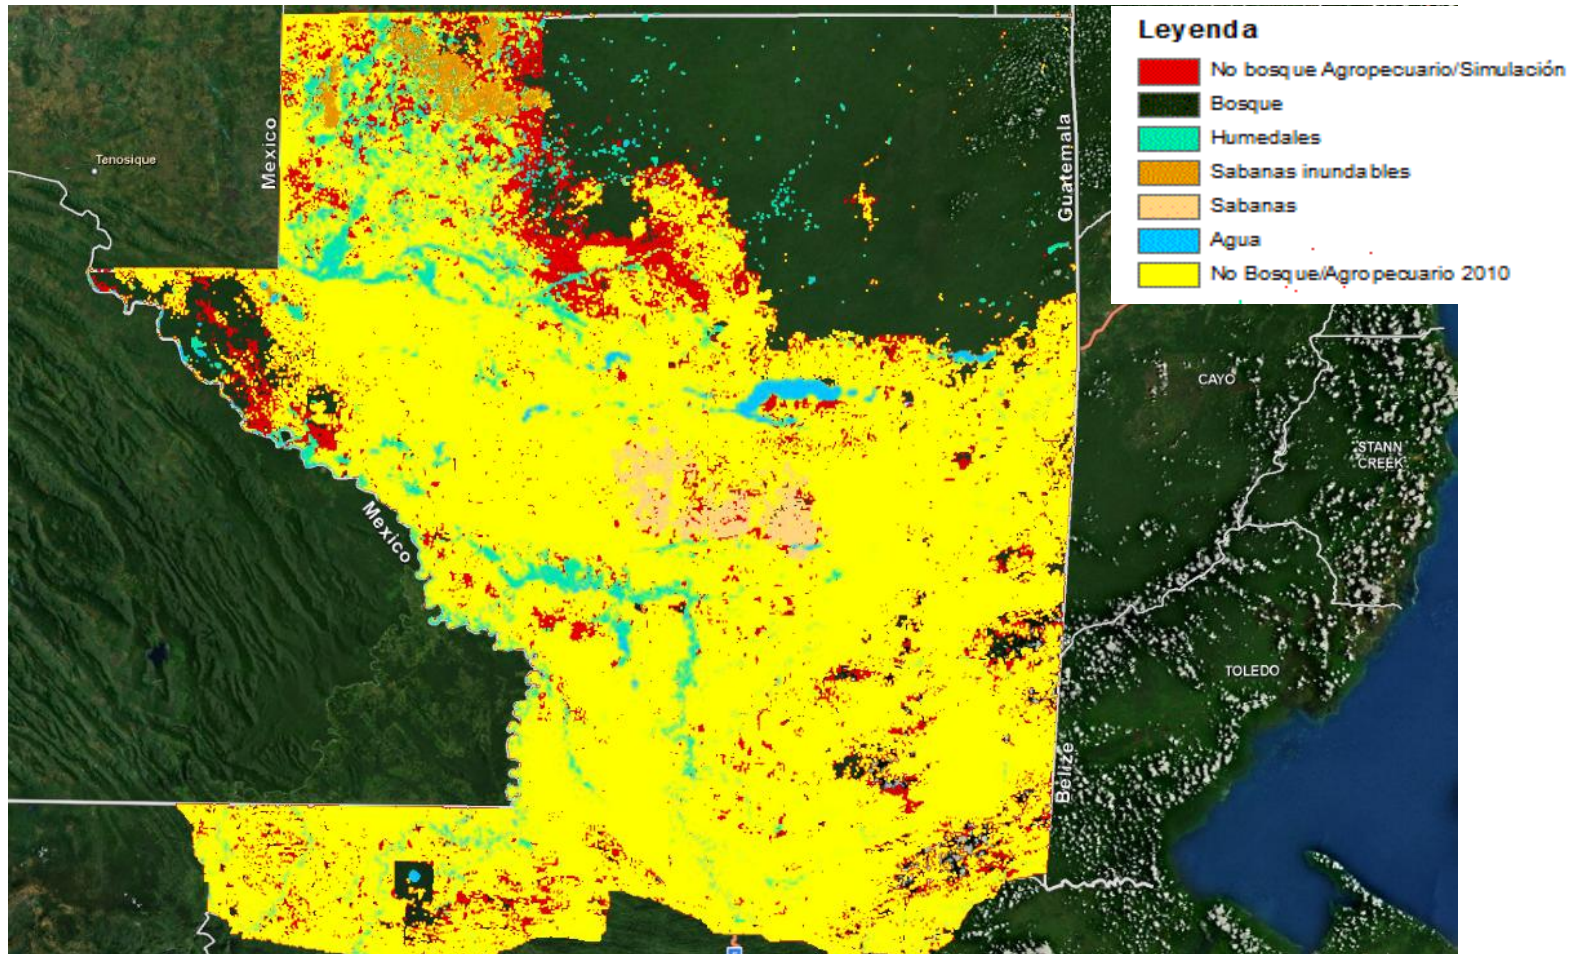 Leyenda
No bosque Agropecuario/Simulación
Bosque
Humedales
Sabanas inundables
Sabanas
Agua
No Bosque/Agropecuario 2010
Tenosique
Mexico
Guatemala
CAYO
STANN
CREEK
Mexico
TOLEDO
Belize